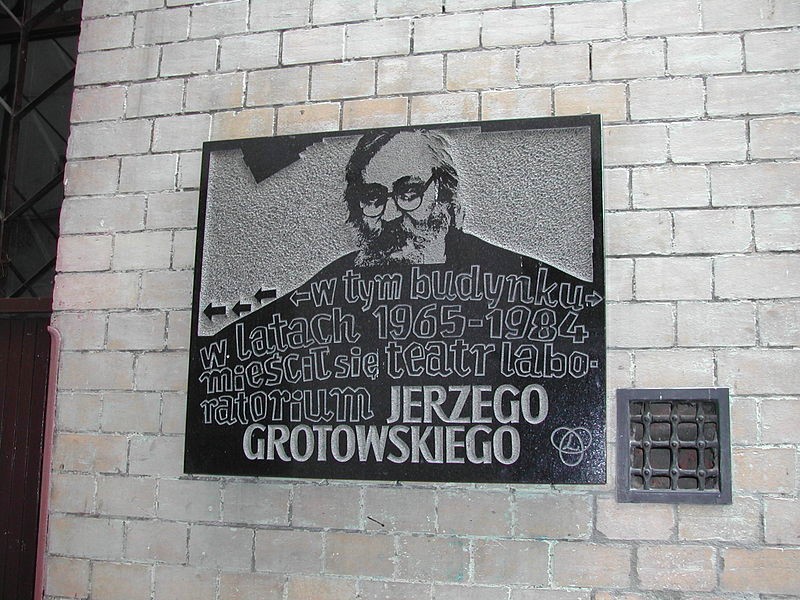 w tym budynku
w latach 1965-1984
mieścił się teatr labo-
ratorium JERZEGO
GROTOWSKIEGO